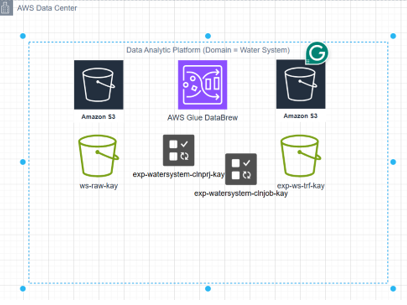 AWS Data Center
Data Analytic Platform (Domain = Water System)
Amazon S3
AWS Glue DataBrew
Amazon S3
ws-raw-kay
exp-watersystem-clnprj-kay
exp-watersystem-clnjob-kay
exp-ws-trf-kay